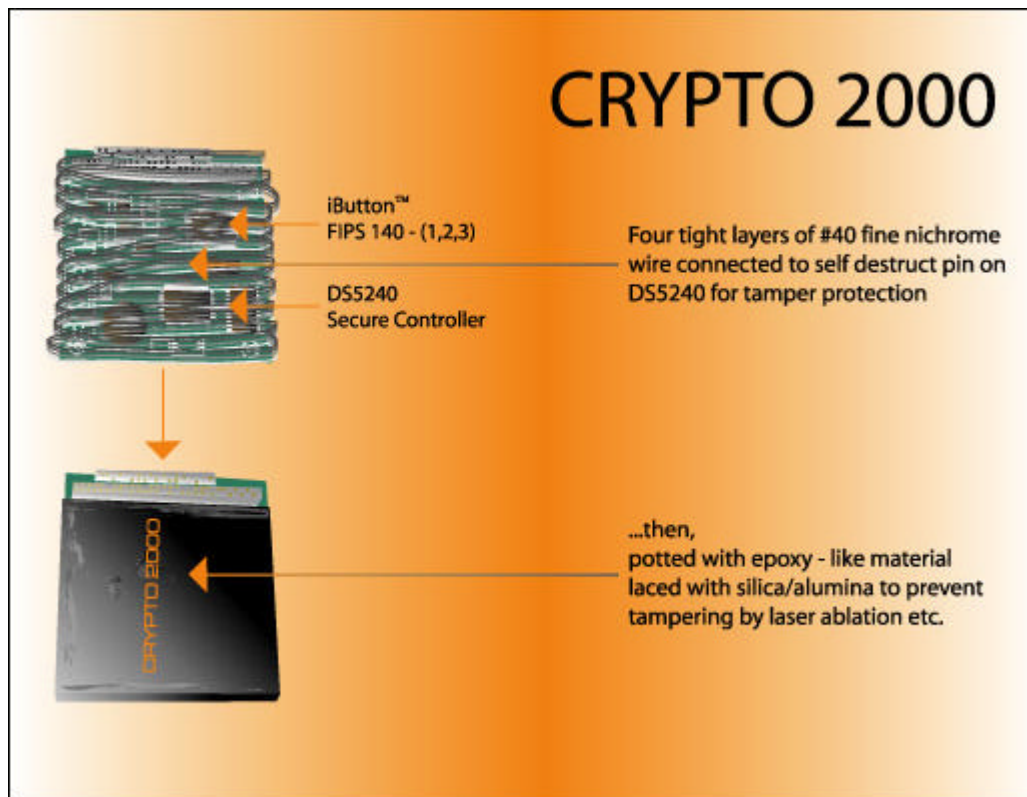 CRYPTO 2000
iButton™
FIPS 140 - (1,2,3)
Four tight layers of #40 fine nichrome
wire connected to self destruct pin on
DS5240 for tamper protection
DS5240
Secure Controller
CRYPTO 2000
...then,
potted with epoxy - like material
laced with silica/alumina to prevent
tampering by laser ablation etc.